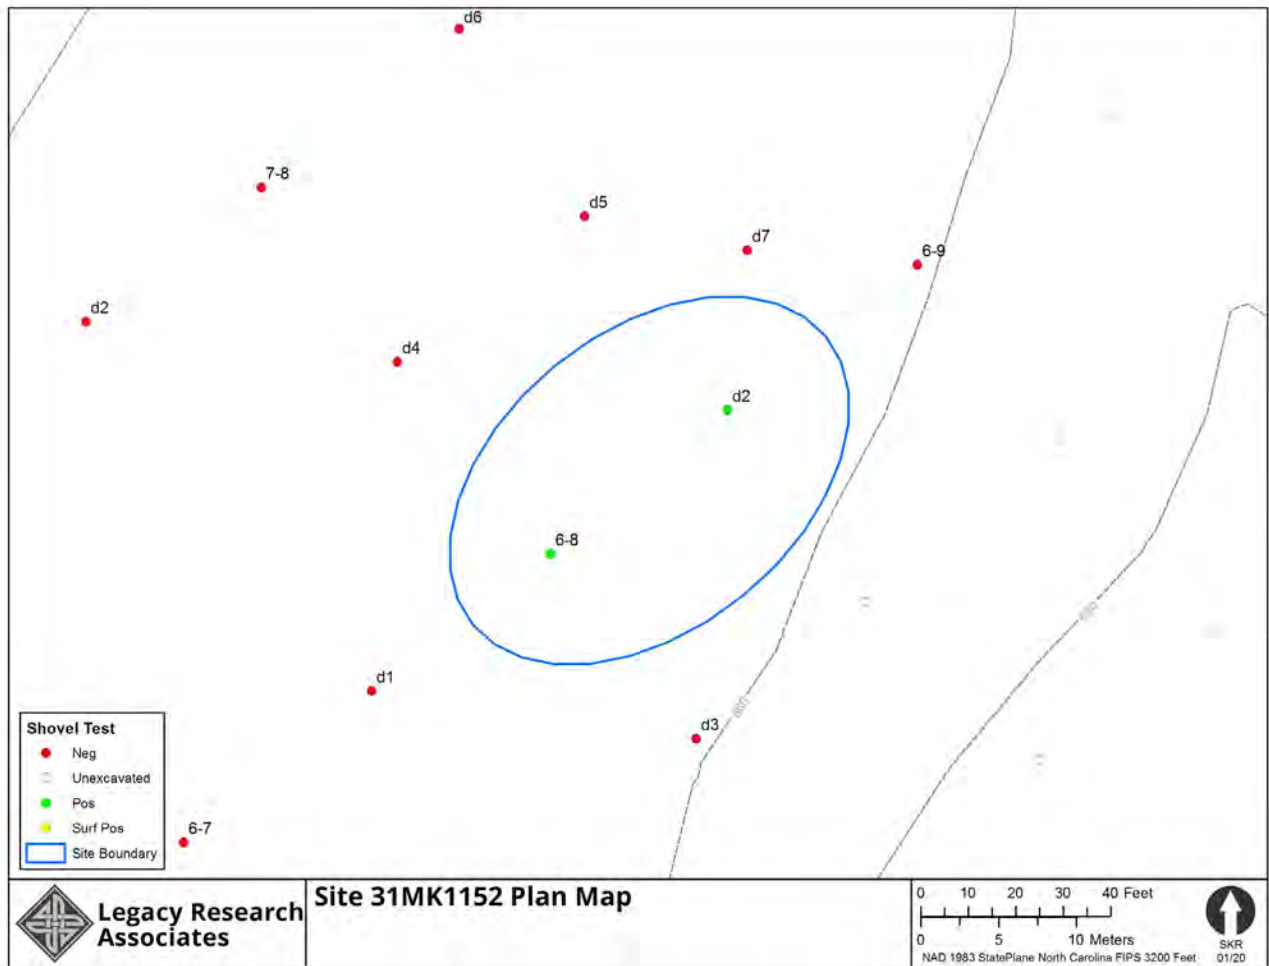 d6
7-8
d5
d7
6-9
d2
d4
d2
6-8
d1
d3
6-7
Shovel Test
Neg
Unexcavated
Pos
Surf Pos
Site Boundary
Legacy Research
Associates
Site 31MK1152 Plan Map
0 10 20 30 40 Feet
0 5 10 Meters
NAD 1983 StatePlane North Carolina FIPS 3200 Feet
SKR
01/20